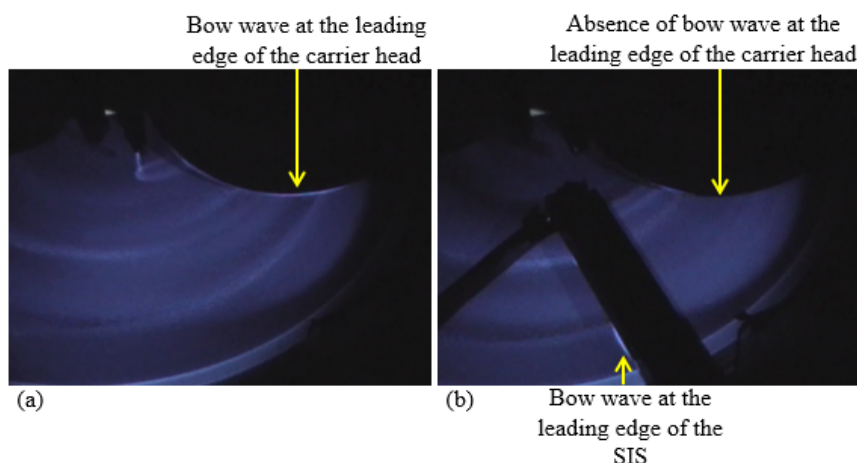 Bow wave at the leading
edge of the carrier head
Absence of bow wave at the
leading edge of the carrier head
(a)
(b)
Bow wave at the
leading edge of the
SIS